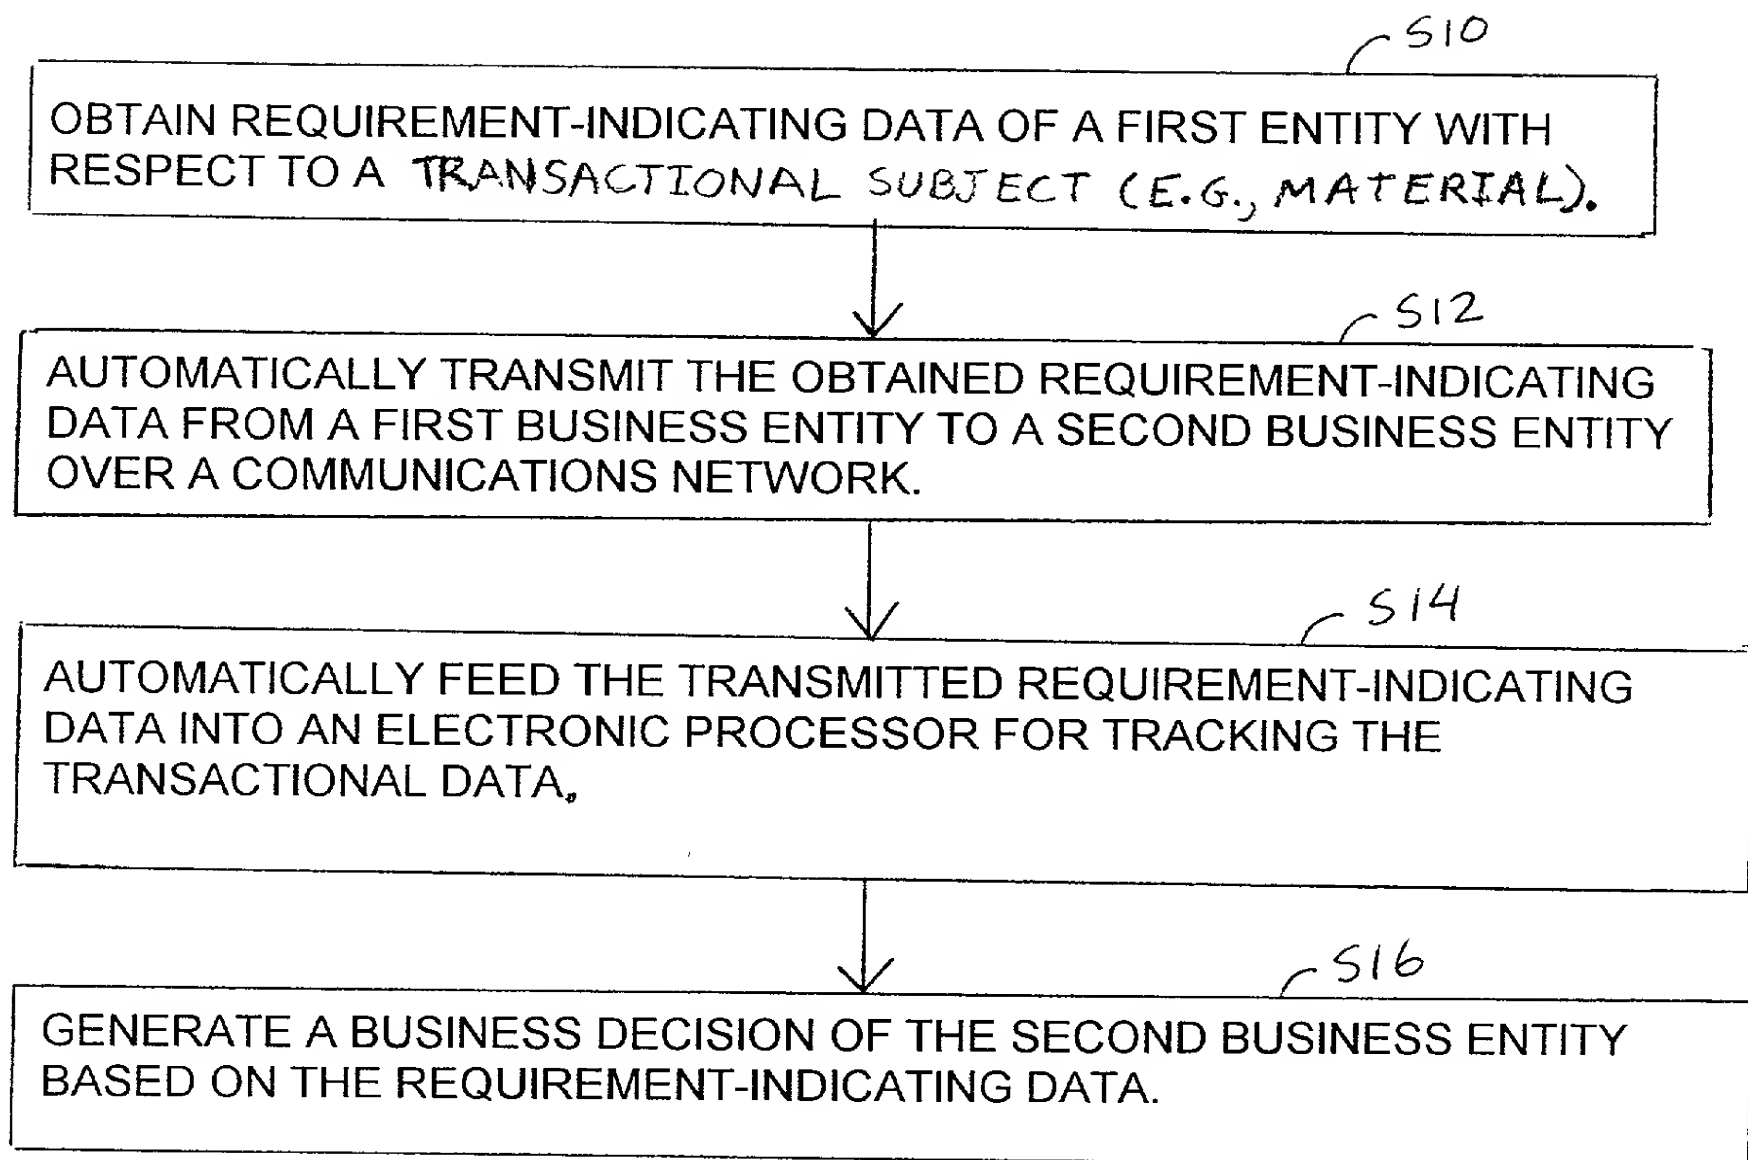 S10
OBTAIN REQUIREMENT-INDICATING DATA OF A FIRST ENTITY WITH
RESPECT TO A TRANSACTIONAL SUBJECT (E.G., MATERIAL).
S12
AUTOMATICALLY TRANSMIT THE OBTAINED REQUIREMENT-INDICATING
DATA FROM A FIRST BUSINESS ENTITY TO A SECOND BUSINESS ENTITY
OVER A COMMUNICATIONS NETWORK.
S14
AUTOMATICALLY FEED THE TRANSMITTED REQUIREMENT-INDICATING
DATA INTO AN ELECTRONIC PROCESSOR FOR TRACKING THE
TRANSACTIONAL DATA.
S16
GENERATE A BUSINESS DECISION OF THE SECOND BUSINESS ENTITY
BASED ON THE REQUIREMENT-INDICATING DATA.